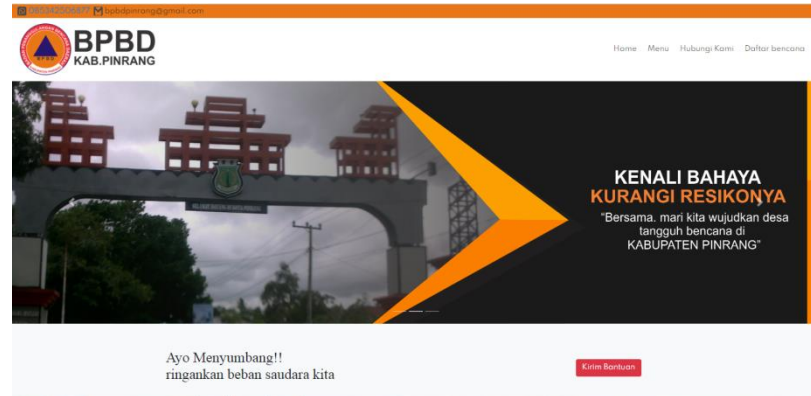 bpbdpinrang@gmail.com
BPBD
KAB.PINRANG
Home Menu Hubungi Kami Daftar bencana
KENALI BAHAYA
KURANGI RESIKONYA
"Bersama. mari kita wujudkan desa
tangguh bencana di
KABUPATEN PINRANG"
Ayo Menyumbang!!
ringankan beban saudara kita
Kirim Bantuan